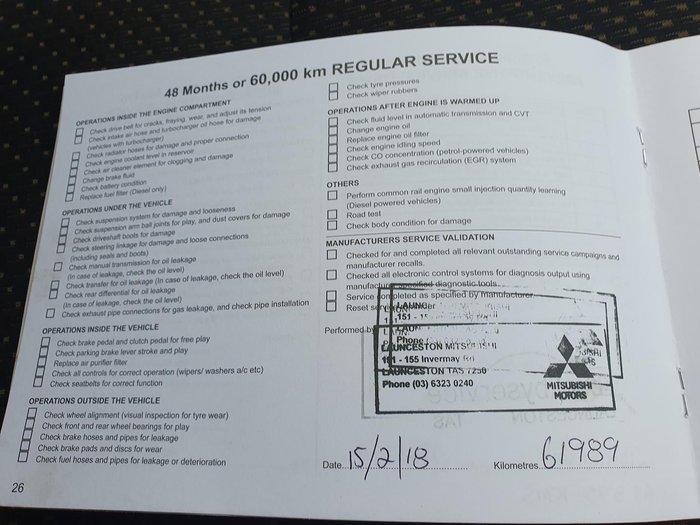 48 Months or 60,000 km REGULAR SERVICE
OPERATIONS INSIDE THE ENGINE COMPARTMENT
Check drive belt for cracks, fraying, wear, and adjust its tension
Check intake air hose and turbocharger oil hose for damage
(vehicles with turbocharger)
Check radiator hoses for damage and proper connection
Check engine coolant level in reservoir
Check air cleaner element for clogging and damage
Change brake fluid
Check battery condition
Replace fuel filter (Diesel only)
OPERATIONS UNDER THE VEHICLE
Check suspension system for damage and looseness
Check suspension arm ball joints for play, and dust covers for damage
Check driveshaft boots for damage
Check steering linkage for damage and loose connections
(including seals and boots)
Check manual transmission for oil leakage
(In case of leakage, check the oil level)
Check transfer for oil leakage (In case of leakage, check the oil level)
Check rear differential for oil leakage
(In case of leakage, check the oil level)
Check exhaust pipe connections for gas leakage, and check pipe installation
OPERATIONS INSIDE THE VEHICLE
Check brake pedal and clutch pedal for free play
Check parking brake lever stroke and play
Replace air purifier filter
Check all controls for correct operation (wipers/ washers a/c etc)
Check seatbelts for correct function
OPERATIONS OUTSIDE THE VEHICLE
Check wheel alignment (visual inspection for tyre wear)
Check front and rear wheel bearings for play
Check brake hoses and pipes for leakage
Check brake pads and discs for wear
Check fuel hoses and pipes for leakage or deterioration
26
Check tyre pressures
Check wiper rubbers
OPERATIONS AFTER ENGINE IS WARMED UP
Check fluid level in automatic transmission and CVT
Change engine oil
Replace engine oil filter
Check engine idling speed
Check CO concentration (petrol-powered vehicles)
Check exhaust gas recirculation (EGR) system
OTHERS
Perform common rail engine small injection quantity learning
(Diesel powered vehicles)
Road test
Check body condition for damage
MANUFACTURERS SERVICE VALIDATION
Checked for and completed all relevant outstanding service campaigns and
manufacturer recalls.
Checked all electronic control systems for diagnosis output using
manufacturer specified diagnostic tools.
Service completed as specified by manufacturer.
Reset
Performed by
LAUNCESTON MITSUBISHI
151 - 155 Invermay
LAUNCESTON TAS 7250
Phone (03) 6323 0240
MITSUBISHI
MOTORS
Date 15/2/18
Kilometres 61989